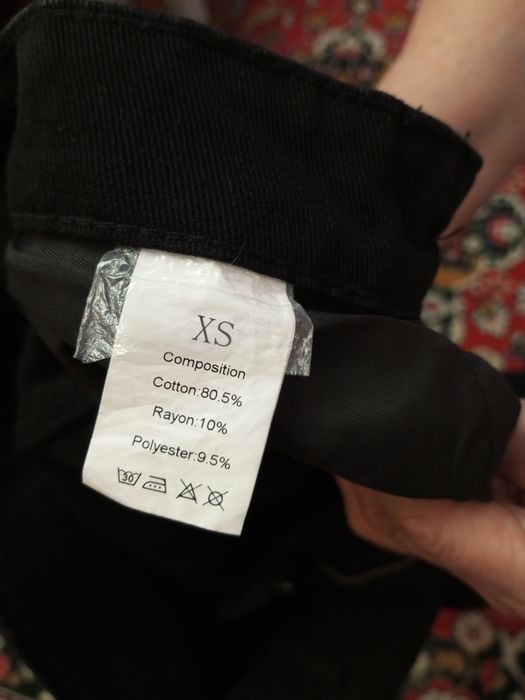 XS
Composition
Cotton:80.5%
Rayon:10%
Polyester:9.5%
30